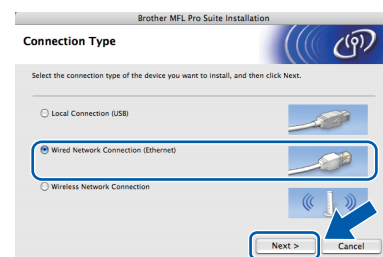 Brother MFL Pro Suite Installation
Connection Type
Select the connection type of the device you want to install, and then click Next.
Local Connection (USB)
Wired Network Connection (Ethernet)
Wireless Network Connection
Next > Cancel